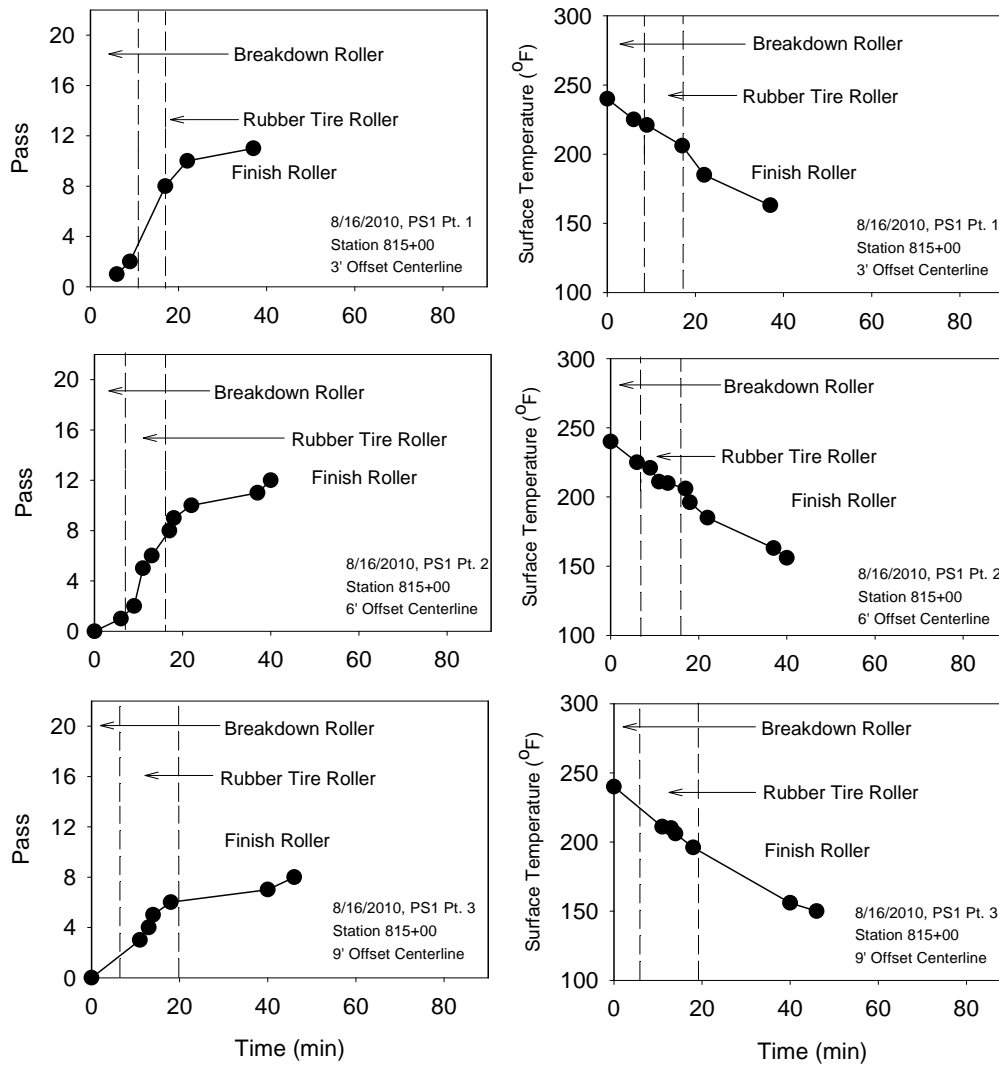 20
16
12
8
4
0
Pass
Breakdown Roller
Rubber Tire Roller
Finish Roller
8/16/2010, PS1 Pt. 1
Station 815+00
3' Offset Centerline
0 20 40 60 80
300
250
200
150
100
Surface Temperature (°F)
Breakdown Roller
Rubber Tire Roller
Finish Roller
8/16/2010, PS1 Pt. 1
Station 815+00
3' Offset Centerline
0 20 40 60 80
20
16
12
8
4
0
Pass
Breakdown Roller
Rubber Tire Roller
Finish Roller
8/16/2010, PS1 Pt. 2
Station 815+00
6' Offset Centerline
0 20 40 60 80
300
250
200
150
100
Surface Temperature (°F)
Breakdown Roller
Rubber Tire Roller
Finish Roller
8/16/2010, PS1 Pt. 2
Station 815+00
6' Offset Centerline
0 20 40 60 80
20
16
12
8
4
0
Pass
Breakdown Roller
Rubber Tire Roller
Finish Roller
8/16/2010, PS1 Pt. 3
Station 815+00
9' Offset Centerline
0 20 40 60 80
Time (min)
300
250
200
150
100
Surface Temperature (°F)
Breakdown Roller
Rubber Tire Roller
Finish Roller
8/16/2010, PS1 Pt. 3
Station 815+00
9' Offset Centerline
0 20 40 60 80
Time (min)